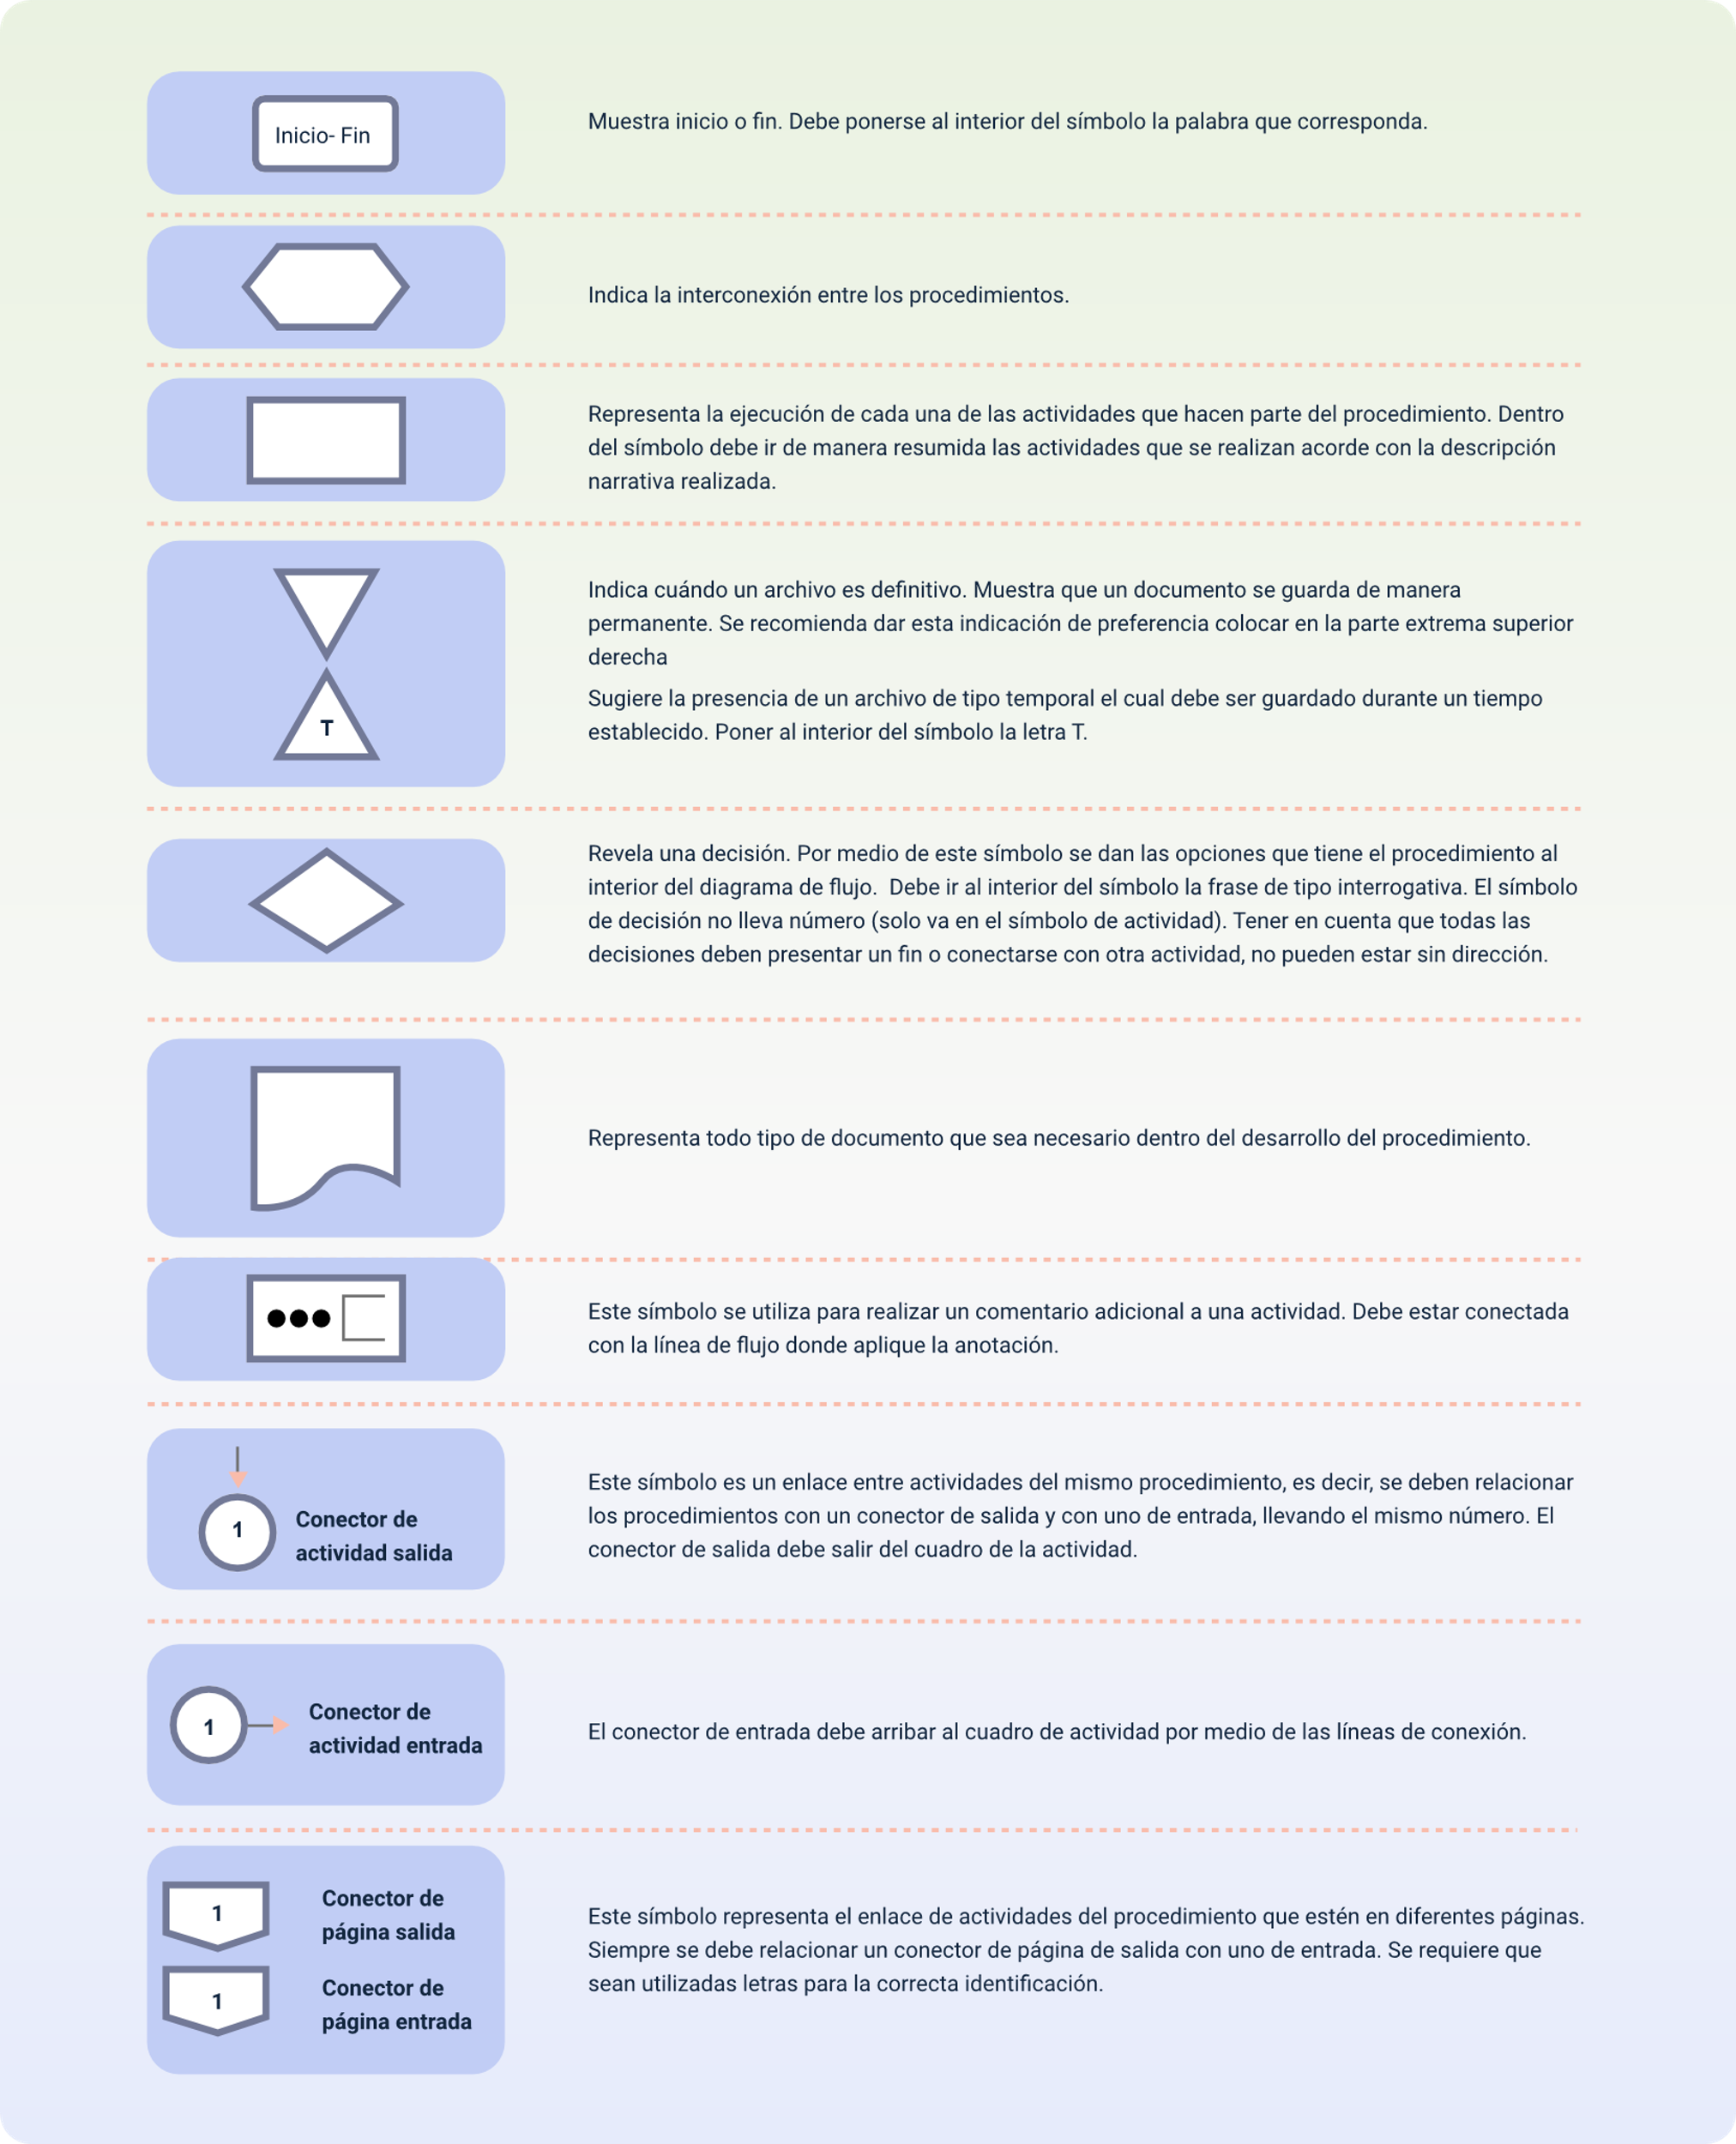 Inicio- Fin
Muestra inicio o fin. Debe ponerse al interior del símbolo la palabra que corresponda.
Indica la interconexión entre los procedimientos.
Representa la ejecución de cada una de las actividades que hacen parte del procedimiento. Dentro
del símbolo debe ir de manera resumida las actividades que se realizan acorde con la descripción
narrativa realizada.
Indica cuándo un archivo es definitivo. Muestra que un documento se guarda de manera
permanente. Se recomienda dar esta indicación de preferencia colocar en la parte extrema superior
derecha
T
Sugiere la presencia de un archivo de tipo temporal el cual debe ser guardado durante un tiempo
establecido. Poner al interior del símbolo la letra T.
Revela una decisión. Por medio de este símbolo se dan las opciones que tiene el procedimiento al
interior del diagrama de flujo.  Debe ir al interior del símbolo la frase de tipo interrogativa. El símbolo
de decisión no lleva número (solo va en el símbolo de actividad). Tener en cuenta que todas las
decisiones deben presentar un fin o conectarse con otra actividad, no pueden estar sin dirección.
Representa todo tipo de documento que sea necesario dentro del desarrollo del procedimiento.
Este símbolo se utiliza para realizar un comentario adicional a una actividad. Debe estar conectada
con la línea de flujo donde aplique la anotación.
1
Conector de
actividad salida
Este símbolo es un enlace entre actividades del mismo procedimiento, es decir, se deben relacionar
los procedimientos con un conector de salida y con uno de entrada, llevando el mismo número. El
conector de salida debe salir del cuadro de la actividad.
1
Conector de
actividad entrada
El conector de entrada debe arribar al cuadro de actividad por medio de las líneas de conexión.
1
Conector de
página salida
1
Conector de
página entrada
Este símbolo representa el enlace de actividades del procedimiento que estén en diferentes páginas.
Siempre se debe relacionar un conector de página de salida con uno de entrada. Se requiere que
sean utilizadas letras para la correcta identificación.